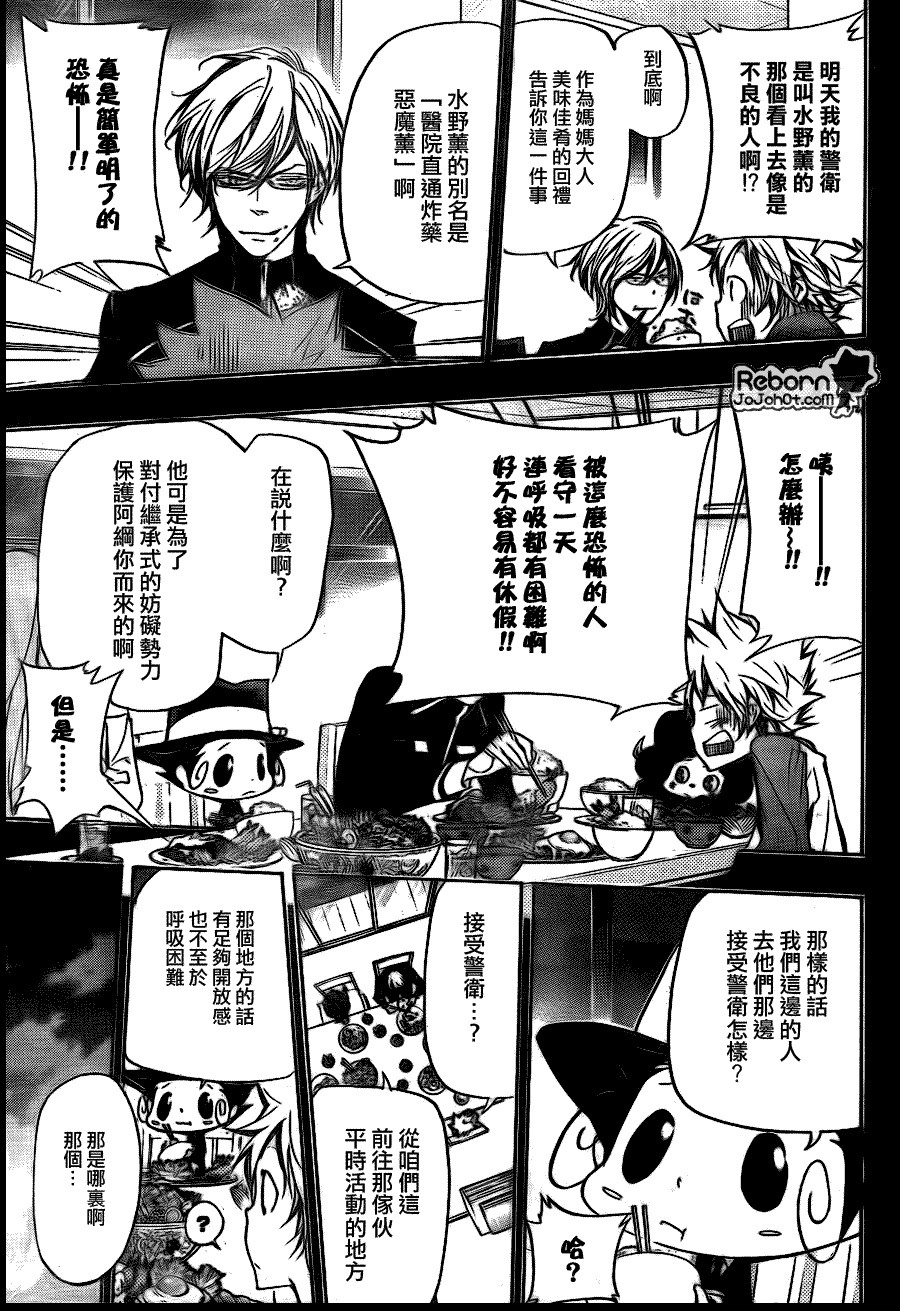 明天我的警衛
是叫水野薰的
那個看上去像是
不良的人啊!?
到底啊
作為媽媽大人
美味佳肴的回禮
告訴你這一件事
水野薰的別名是
「醫院直通炸藥
惡魔薰」啊
真是簡單明了的
恐怖——!!
Reborn
JoJoHot.com
咦——!!
怎麼辦～!!
被這麼恐怖的人
看守一天
連呼吸都有困難啊
好不容易有休假!!
在説什麼啊?
他可是為了
對付繼承式的妨礙勢力
保護阿綱你而來的啊
但是……
那樣的話
我們這邊的人
去他們那邊
接受警衛怎樣?
哈?
接受警衛…?
從咱們這
前往那傢伙
平時活動的地方
那個地方的話
有足夠開放感
也不至於
呼吸困難
?
那是哪裏啊
那個…